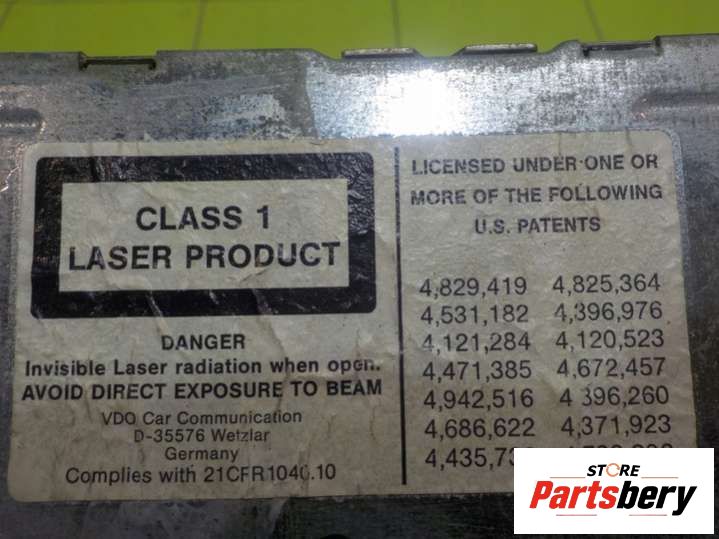 CLASS 1
LASER PRODUCT
DANGER
Invisible Laser radiation when open.
AVOID DIRECT EXPOSURE TO BEAM
VDO Car Communication
D-35576 Wetzlar
Germany
Complies with 21CFR1040.10
LICENSED UNDER ONE OR
MORE OF THE FOLLOWING
U.S. PATENTS
4,829,419 4,825,364
4,531,182 4,396,976
4,121,284 4,120,523
4,471,385 4,672,457
4,942,516 4,396,260
4,686,622 4,371,923
STORE
Partsbery